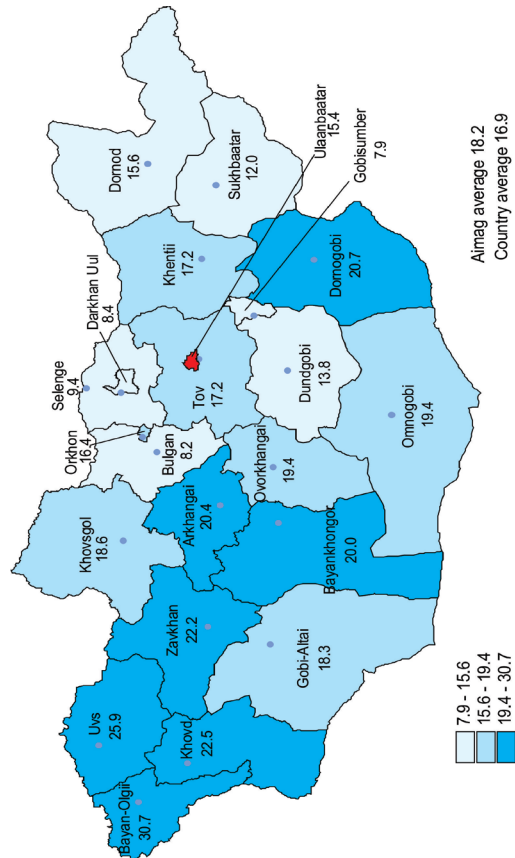 Bayan-Olgii
30.7
Uvs
25.9
Khovd
22.5
Zavkhan
22.2
Gobi-Altai
18.3
Khovsgol
18.6
Arkhangai
20.4
Bayankhongor
20.0
Orkhon
16.4
Bulgan
8.2
Ovorkhangai
19.4
Selenge
9.4
Darkhan Uul
8.4
Tov
17.2
Omnogobi
19.4
Dundgobi
13.8
Khentii
17.2
Dornogobi
20.7
Dornod
15.6
Sukhbaatar
12.0
Ulaanbaatar
15.4
Gobisumber
7.9
7.9 - 15.6
15.6 - 19.4
19.4 - 30.7
Aimag average 18.2
Country average 16.9